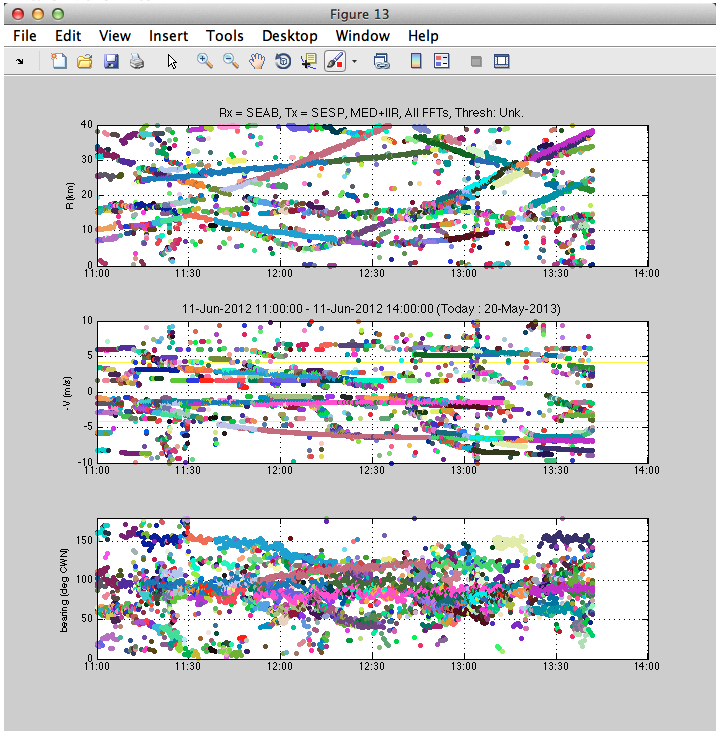 Figure 13
File Edit View Insert Tools Desktop Window Help
Rx = SEAB, Tx = SESP, MED+IIR, All FFTs, Thresh: Unk.
40
30
20
10
0
R(km)
11:00 11:30 12:00 12:30 13:00 13:30 14:00
11-Jun-2012 11:00:00 - 11-Jun-2012 14:00:00 (Today : 20-May-2013)
10
5
0
-5
-10
-V (m/s)
11:00 11:30 12:00 12:30 13:00 13:30 14:00
150
100
50
0
bearing (deg CWN)
11:00 11:30 12:00 12:30 13:00 13:30 14:00